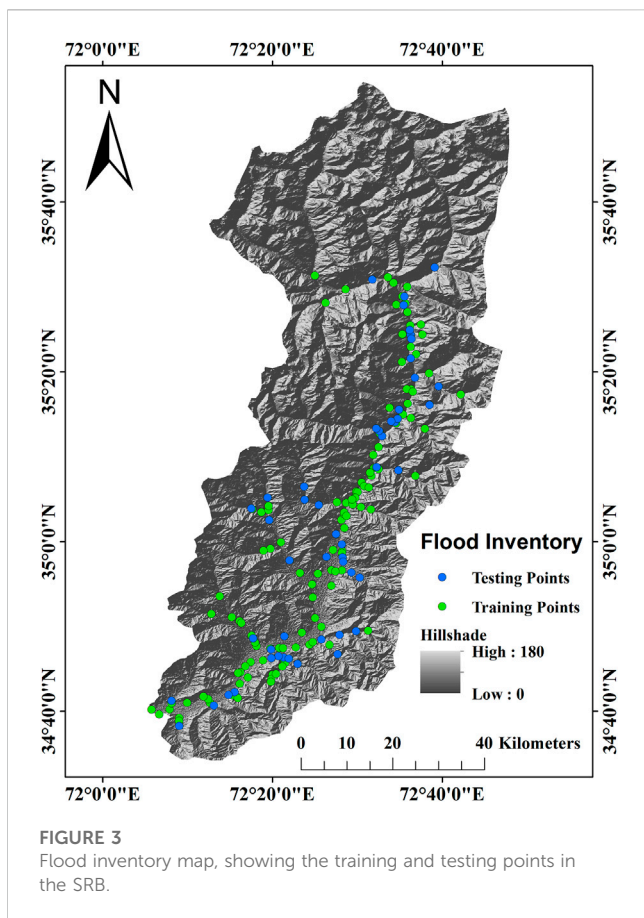 72°0'0"E 72°20'0"E 72°40'0"E
N
35°40'0"N 35°40'0"N
35°20'0"N 35°20'0"N
35°0'0"N 35°0'0"N
Flood Inventory
Testing Points
Training Points
Hillshade
High : 180
Low : 0
34°40'0"N 34°40'0"N
0 10 20 40 Kilometers
72°0'0"E 72°20'0"E 72°40'0"E
FIGURE 3
Flood inventory map, showing the training and testing points in
the SRB.